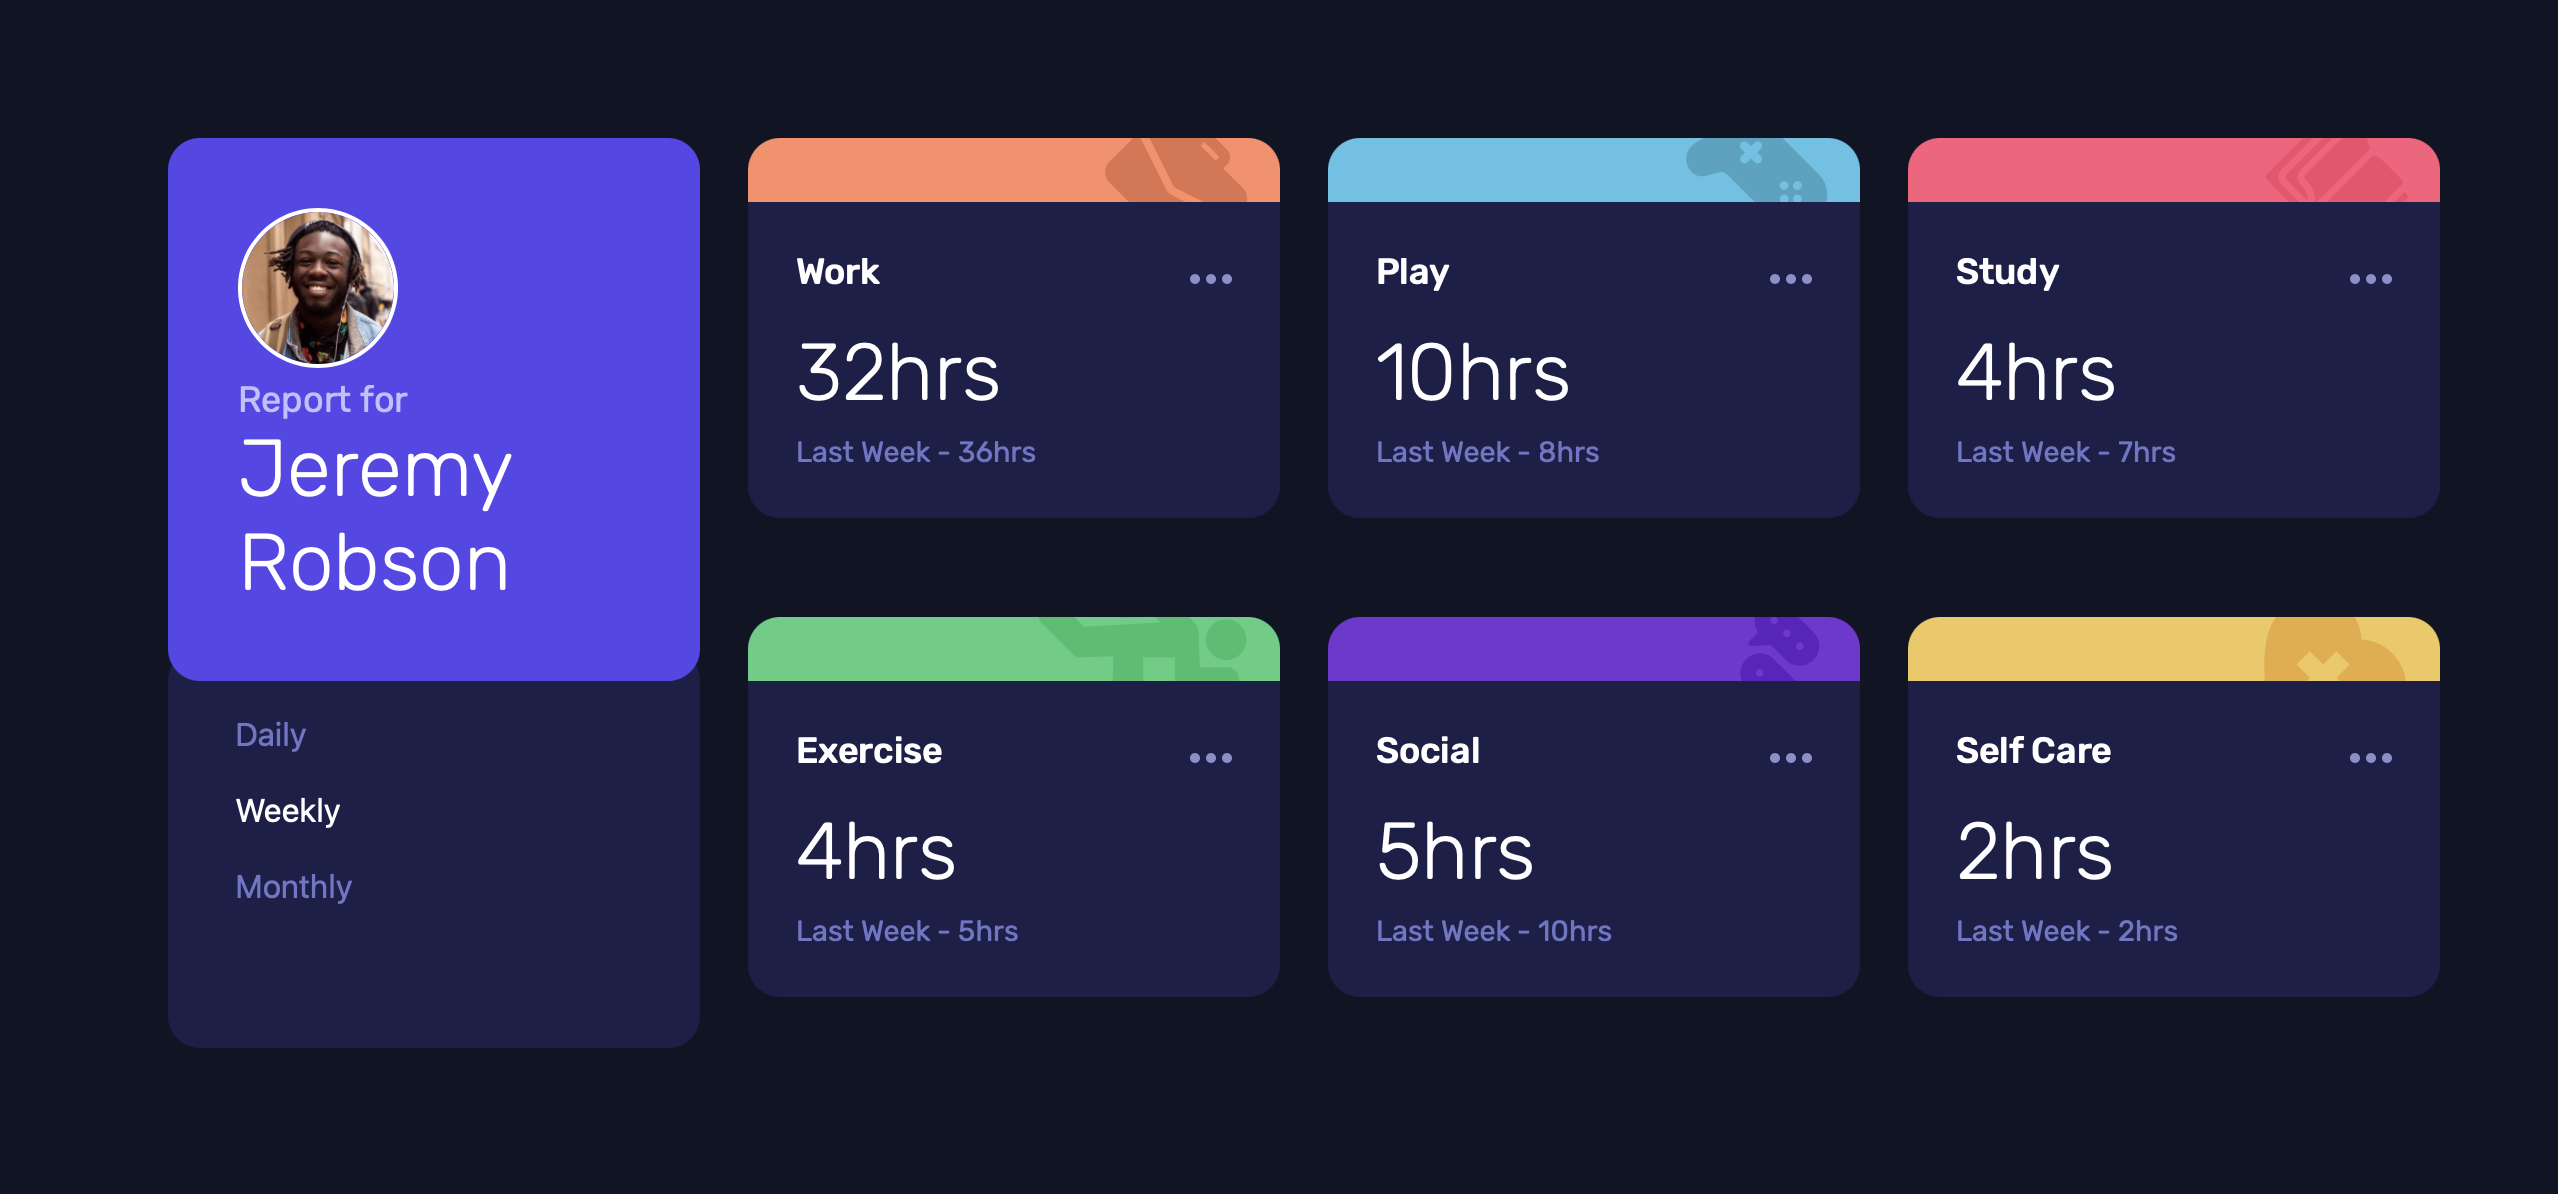 Report for
Jeremy
Robson
Daily
Weekly
Monthly
Work
32hrs
Last Week - 36hrs
Play
10hrs
Last Week - 8hrs
Study
4hrs
Last Week - 7hrs
Exercise
4hrs
Last Week - 5hrs
Social
5hrs
Last Week - 10hrs
Self Care
2hrs
Last Week - 2hrs